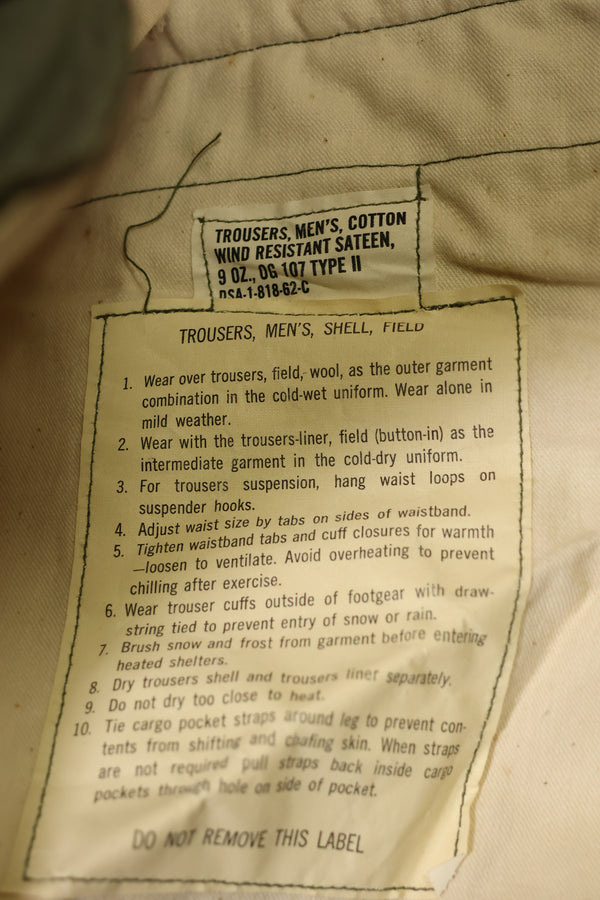 TROUSERS, MEN'S, COTTON
WIND RESISTANT SATEEN,
9 OZ., OG 107 TYPE II
DSA-1-818-62-C
TROUSERS, MEN'S, SHELL, FIELD
1. Wear over trousers, field, wool, as the outer garment
combination in the cold-wet uniform. Wear alone in
mild weather.
2. Wear with the trousers-liner, field (button-in) as the
intermediate garment in the cold-dry uniform.
3. For trousers suspension, hang waist loops on
suspender hooks.
4. Adjust waist size by tabs on sides of waistband.
5. Tighten waistband tabs and cuff closures for warmth
—loosen to ventilate. Avoid overheating to prevent
chilling after exercise.
6. Wear trouser cuffs outside of footgear with draw-
string tied to prevent entry of snow or rain.
7. Brush snow and frost from garment before entering
heated shelters.
8. Dry trousers shell and trousers liner separately.
9. Do not dry too close to heat.
10. Tie cargo pocket straps around leg to prevent con-
tents from shifting and chafing skin. When straps
are not required pull straps back inside cargo
pockets through hole on side of pocket.
DO NOT REMOVE THIS LABEL